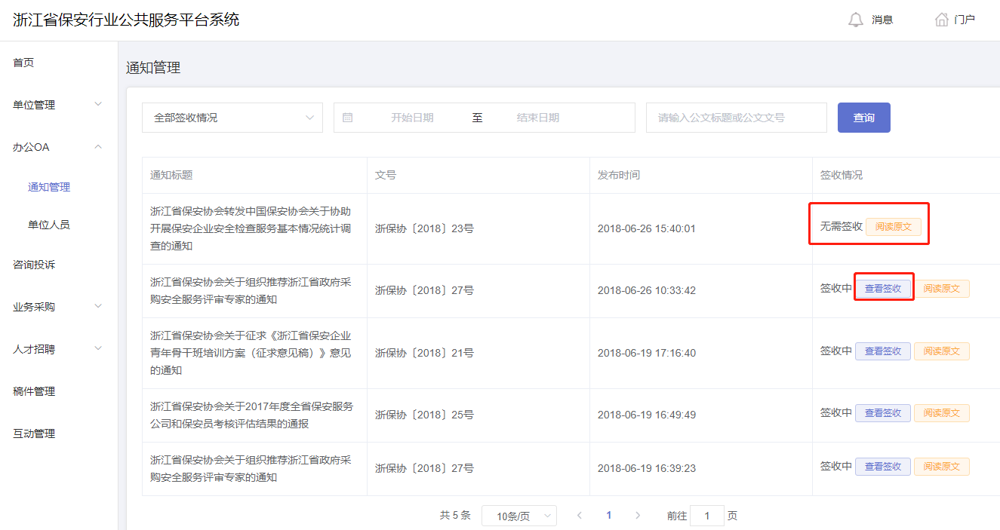 浙江省保安行业公共服务平台系统
消息
门户
首页
单位管理
办公OA
通知管理
单位人员
咨询投诉
业务采购
人才招聘
稿件管理
互动管理
通知管理
全部签收情况
开始日期 至 结束日期
请输入公文标题或公文文号
查询
通知标题 文号 发布时间 签收情况
浙江省保安协会转发中国保安协会关于协助
开展保安企业安全检查服务基本情况统计调
查的通知
浙保协〔2018〕23号
2018-06-26 15:40:01
无需签收 阅读原文
浙江省保安协会关于组织推荐浙江省政府采
购安全服务评审专家的通知
浙保协〔2018〕27号
2018-06-26 10:33:42
签收中 查看签收 阅读原文
浙江省保安协会关于征求《浙江省保安企业
青年骨干班培训方案（征求意见稿）》意见
的通知
浙保协〔2018〕21号
2018-06-19 17:16:40
签收中 查看签收 阅读原文
浙江省保安协会关于2017年度全省保安服务
公司和保安员考核评估结果的通报
浙保协〔2018〕25号
2018-06-19 16:49:49
签收中 查看签收 阅读原文
浙江省保安协会关于组织推荐浙江省政府采
购安全服务评审专家的通知
浙保协〔2018〕27号
2018-06-19 16:39:23
签收中 查看签收 阅读原文
共 5 条 10条/页 1 前往 1 页